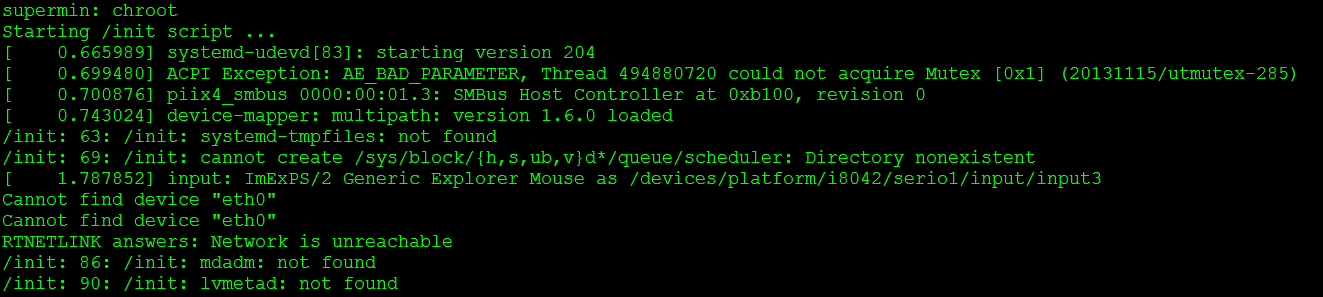 supermin: chroot
Starting /init script ...
[    0.665989] systemd-udevd[83]: starting version 204
[    0.699480] ACPI Exception: AE_BAD_PARAMETER, Thread 494880720 could not acquire Mutex [0x1] (20131115/utmutex-285)
[    0.700876] piix4_smbus 0000:00:01.3: SMBus Host Controller at 0xb100, revision 0
[    0.743024] device-mapper: multipath: version 1.6.0 loaded
/init: 63: /init: systemd-tmpfiles: not found
/init: 69: /init: cannot create /sys/block/{h,s,ub,v}d*/queue/scheduler: Directory nonexistent
[    1.787852] input: ImExPS/2 Generic Explorer Mouse as /devices/platform/i8042/serio1/input/input3
Cannot find device "eth0"
Cannot find device "eth0"
RTNETLINK answers: Network is unreachable
/init: 86: /init: mdadm: not found
/init: 90: /init: lvmetad: not found